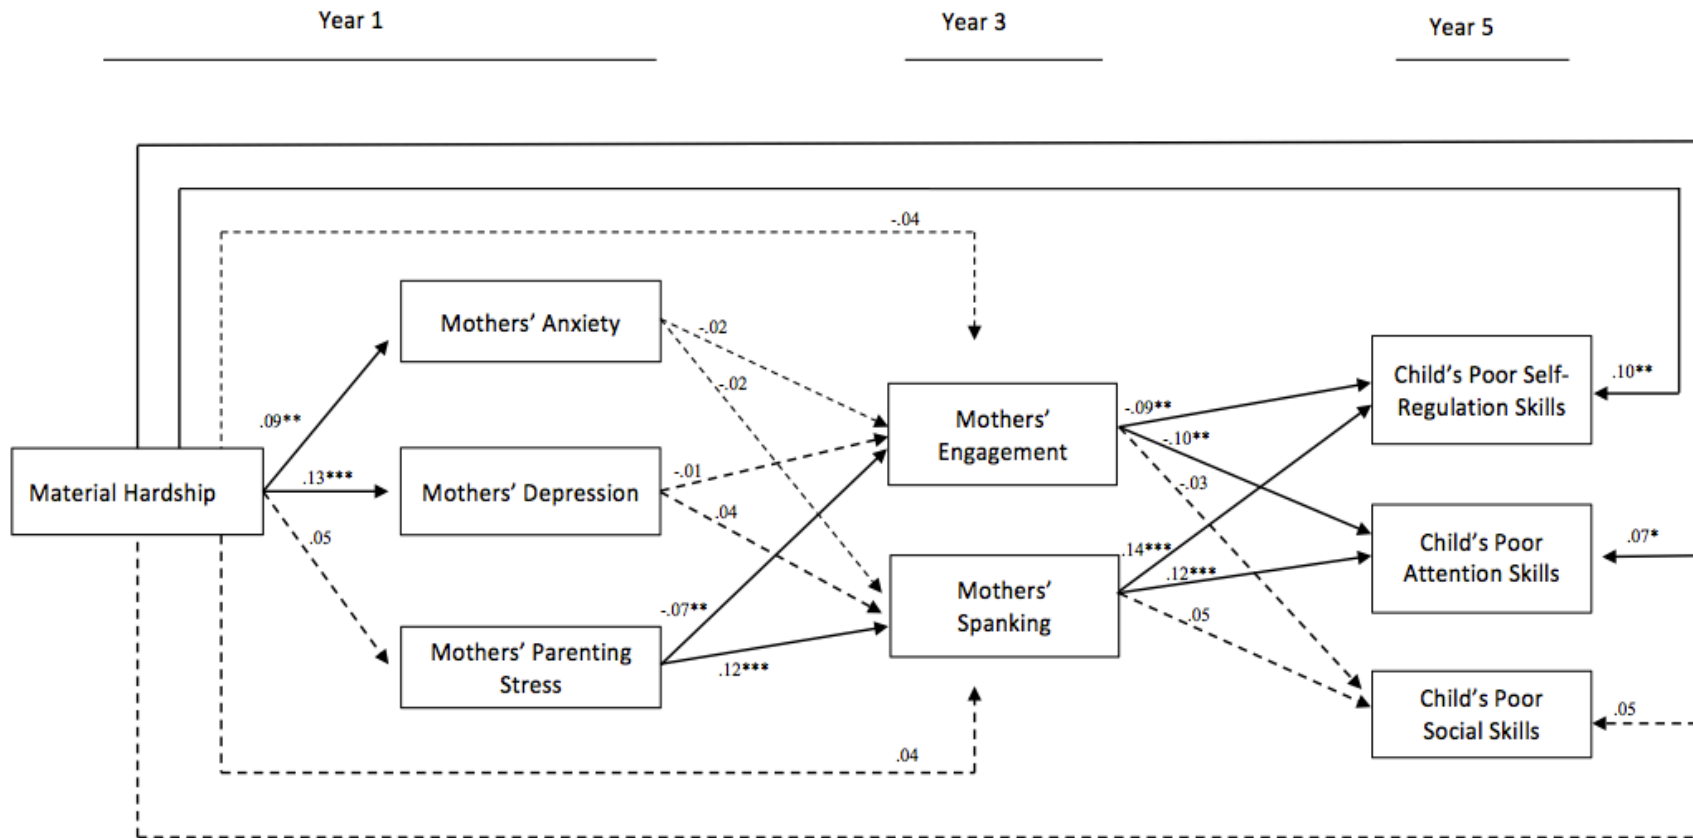 Year 1
Year 3
Year 5
-.04
Mothers' Anxiety
-.02
-.02
Child's Poor Self-
Regulation Skills
.10**
.09**
Mothers'
Engagement
-.09**
-.10**
Material Hardship
.13***
Mothers' Depression
-.01
.04
-.03
.05
Child's Poor
Attention Skills
.07*
.14***
.12***
Mothers'
Spanking
-.07**
.12***
.05
Mothers' Parenting
Stress
Child's Poor
Social Skills
.05
.04